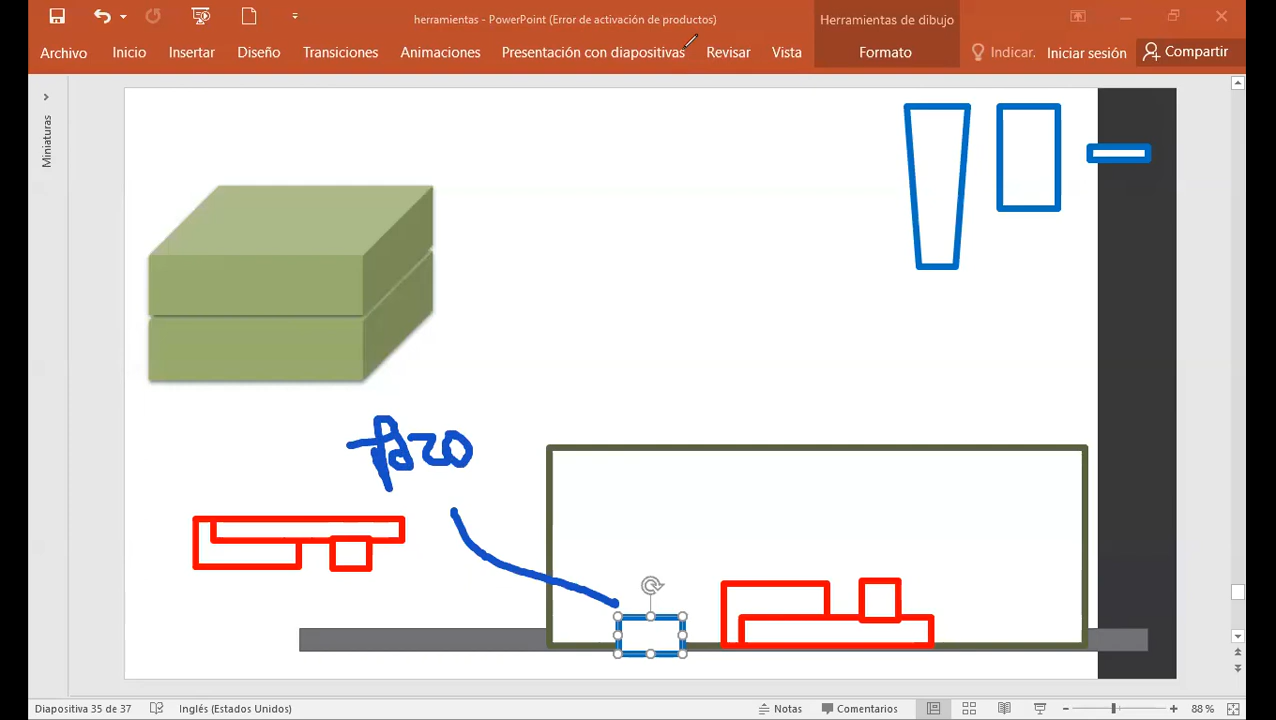 herramientas - PowerPoint (Error de activación de productos)
Herramientas de dibujo
Archivo Inicio Insertar Diseño Transiciones Animaciones Presentación con diapositivas Revisar Vista Formato Indicar. Iniciar sesión Compartir
Miniaturas
Diapositiva 35 de 37 Inglés (Estados Unidos) Notas Comentarios 88 %